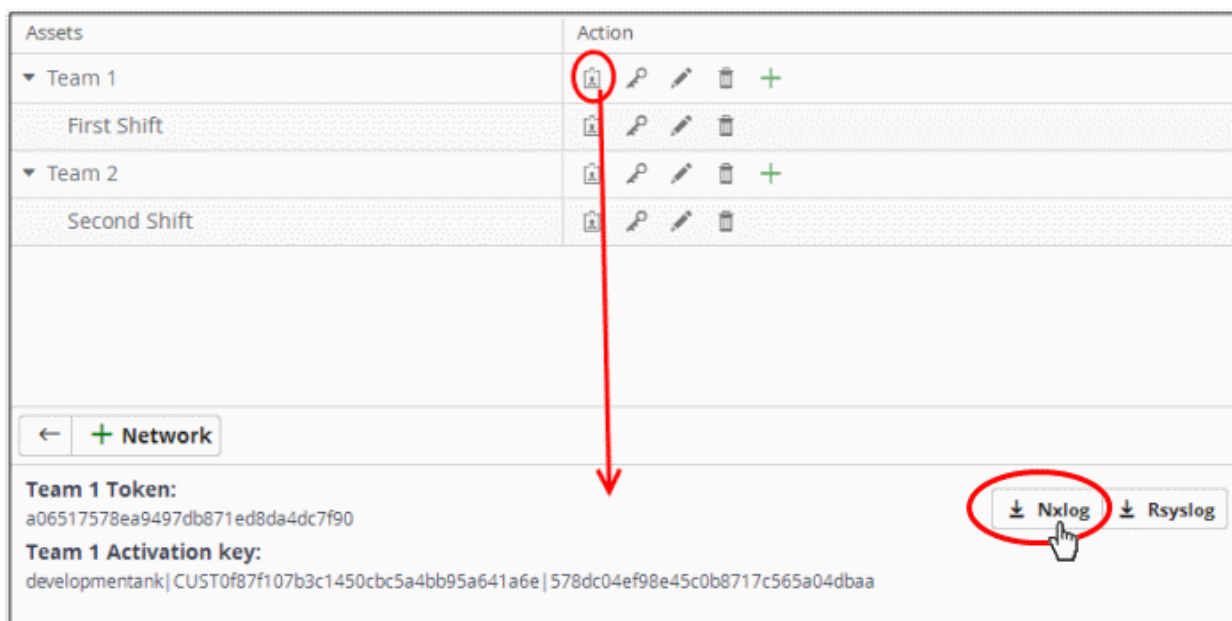 Assets Action
Team 1
First Shift
Team 2
Second Shift
Network
Team 1 Token:
a06517578ea9497db871ed8da4dc7f90
Nxlog Rsyslog
Team 1 Activation key:
developmentank|CUST0f87f107b3c1450cbc5a4bb95a641a6e|578dc04ef98e45c0b8717c565a04dbaa